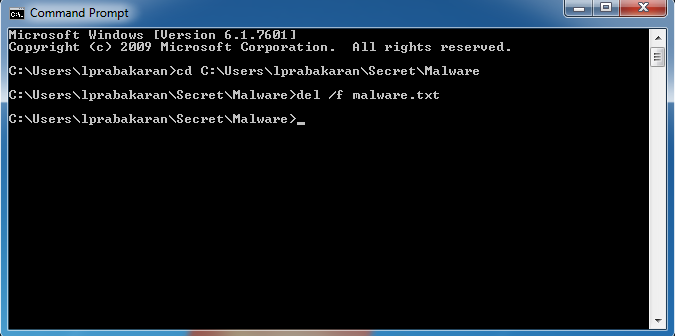 Command Prompt
Microsoft Windows [Version 6.1.7601]
Copyright (c) 2009 Microsoft Corporation.  All rights reserved.
C:\Users\lprabakaran>cd C:\Users\lprabakaran\Secret\Malware
C:\Users\lprabakaran\Secret\Malware>del /f malware.txt
C:\Users\lprabakaran\Secret\Malware>_